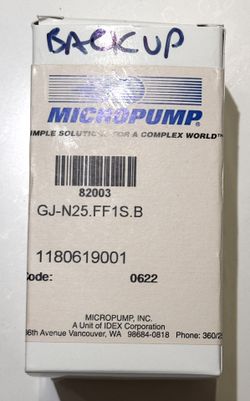 BACKUP
MICROPUMP®
IMPLE SOLUTIONS FOR A COMPLEX WORLD™
82003
GJ-N25.FF1S.B
1180619001
Code: 0622
MICROPUMP, INC.
A Unit of IDEX Corporation
36th Avenue Vancouver, WA 98684-0818 Phone: 360/2